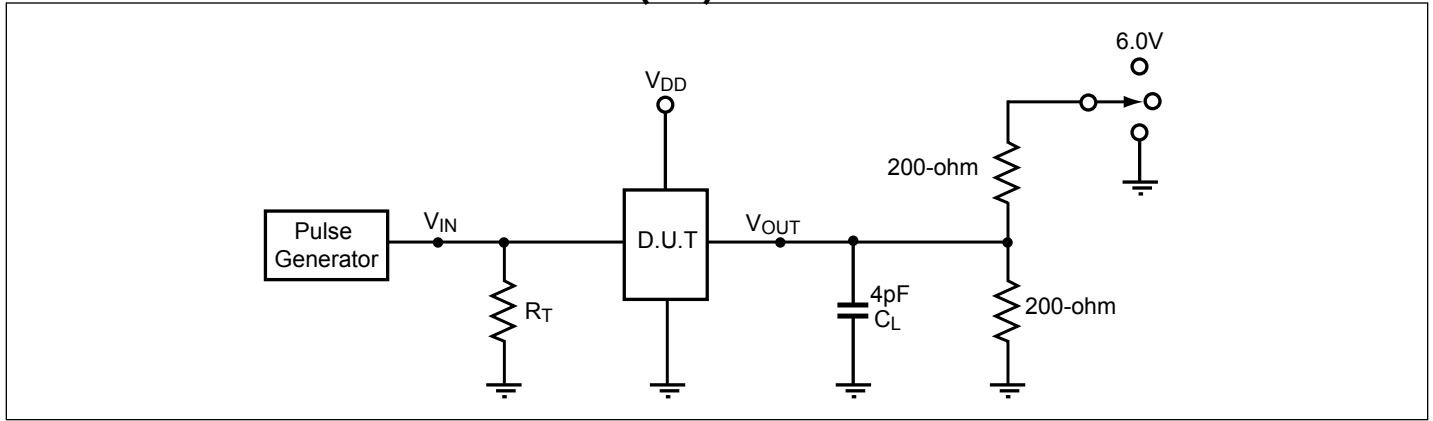 6.0V
VDD
200-ohm
Pulse
Generator
VIN
D.U.T
VOUT
RT
4pF
CL
200-ohm